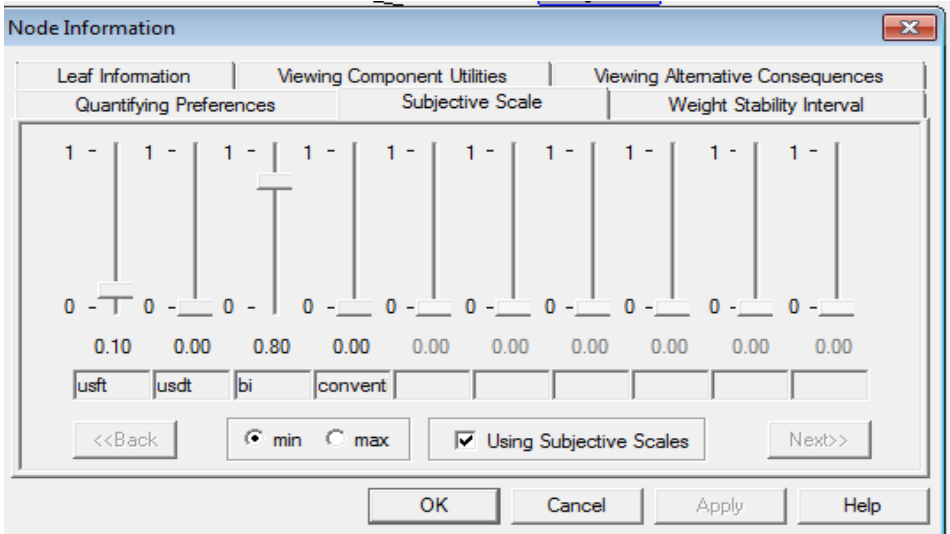 Node Information
Leaf Information Viewing Component Utilities Viewing Alternative Consequences
Quantifying Preferences Subjective Scale Weight Stability Interval
1 - 1 - 1 - 1 - 1 - 1 - 1 - 1 - 1 - 1 -
0 - 0 - 0 - 0 - 0 - 0 - 0 - 0 - 0 - 0 -
0.10 0.00 0.80 0.00 0.00 0.00 0.00 0.00 0.00 0.00
usft usdt bi convent
<<Back min max Using Subjective Scales Next>>
OK Cancel Apply Help